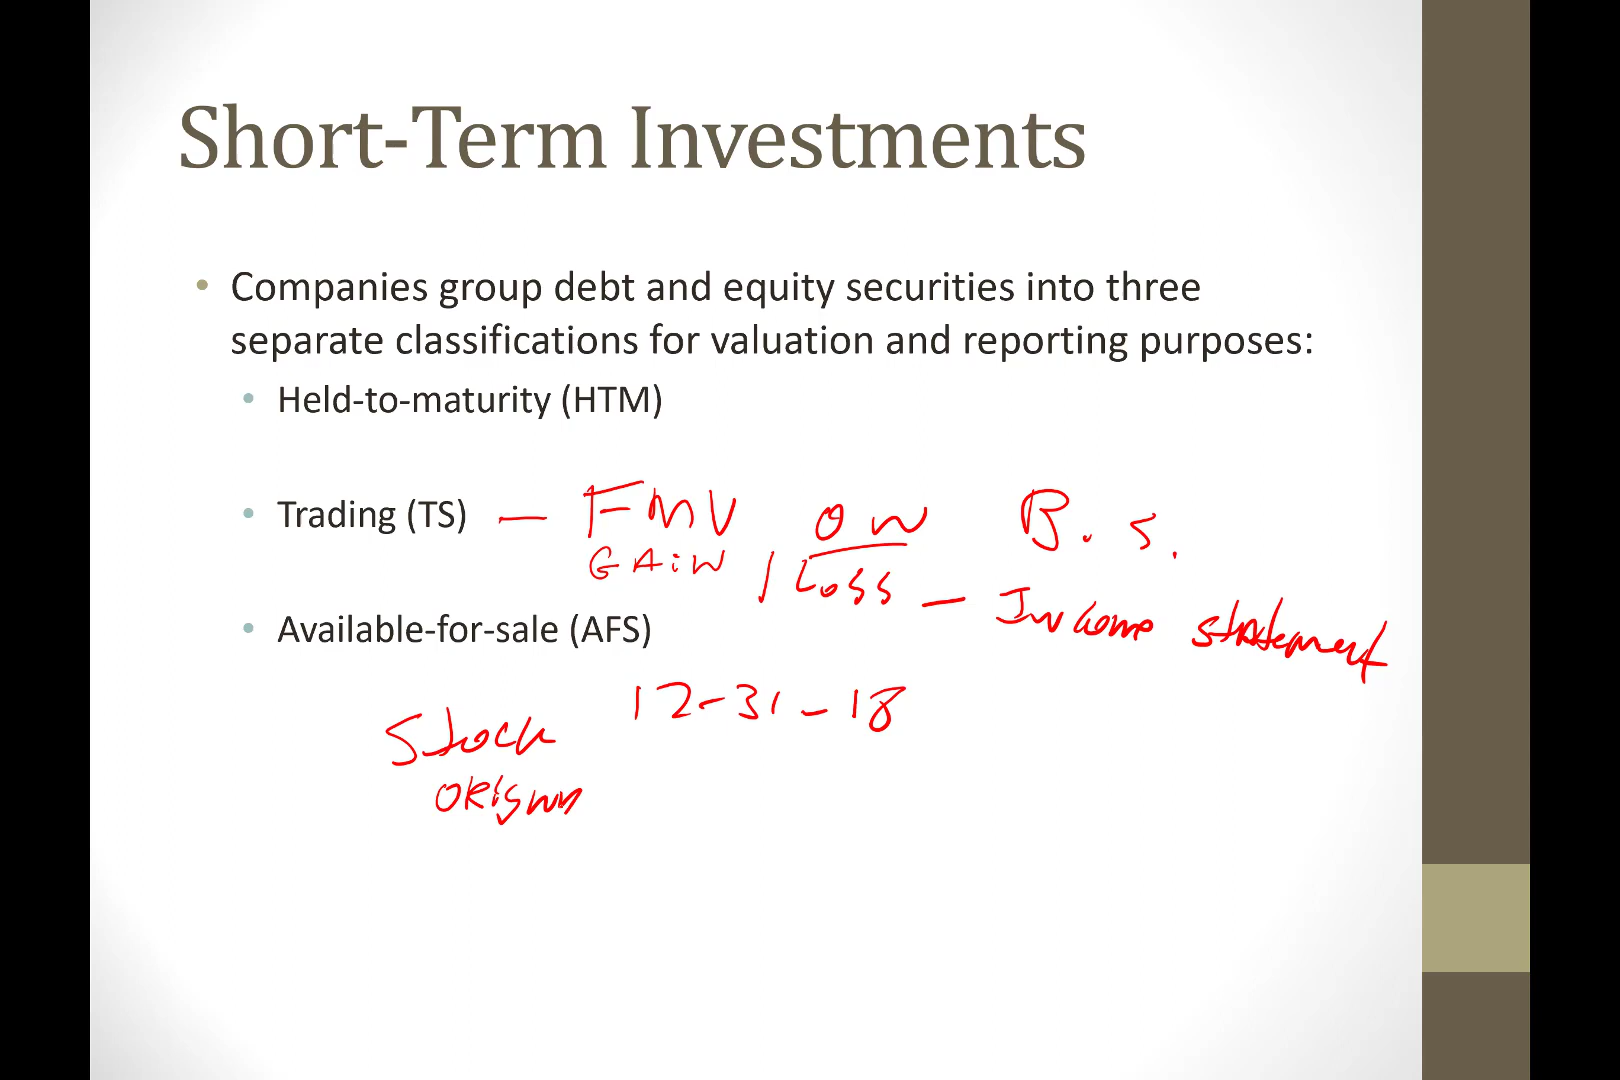 Short-Term Investments
• Companies group debt and equity securities into three
separate classifications for valuation and reporting purposes:
• Held-to-maturity (HTM)
• Trading (TS) — FMV ON B.S.
GAiN / Loss — Income statement
• Available-for-sale (AFS)
Stock 12-31-18